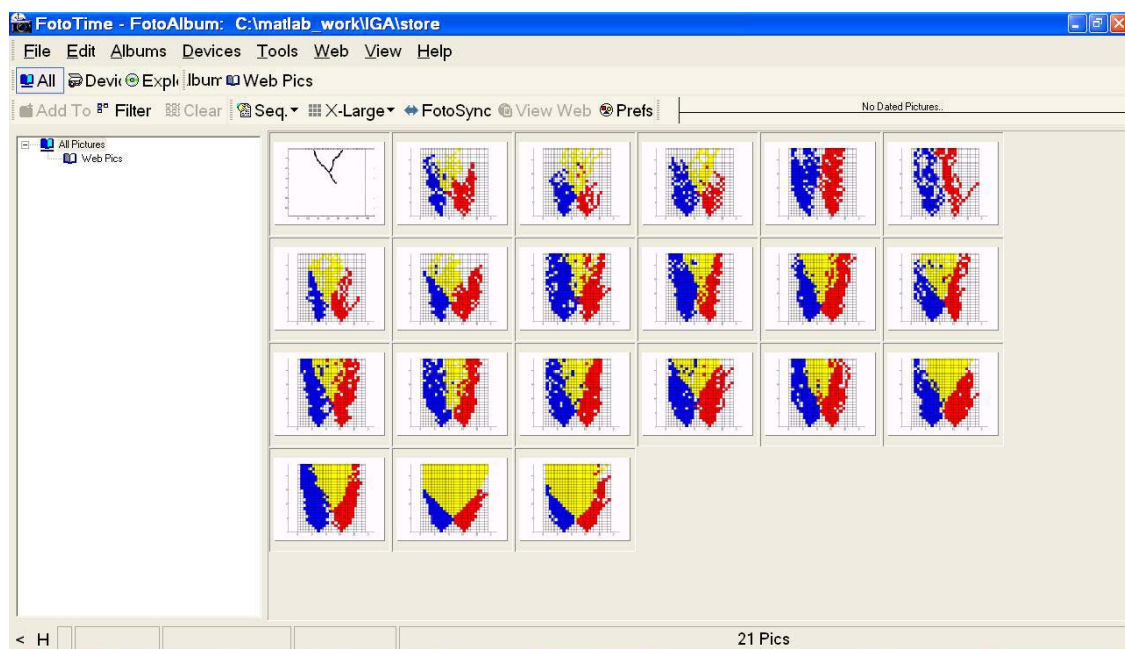 FotoTime - FotoAlbum:  C:\matlab_work\IGA\store
File Edit Albums Devices Tools Web View Help
All Devic Explo lbum Web Pics
Add To Filter Clear Seq. X-Large FotoSync View Web Prefs No Dated Pictures..
All Pictures
Web Pics
< H 21 Pics